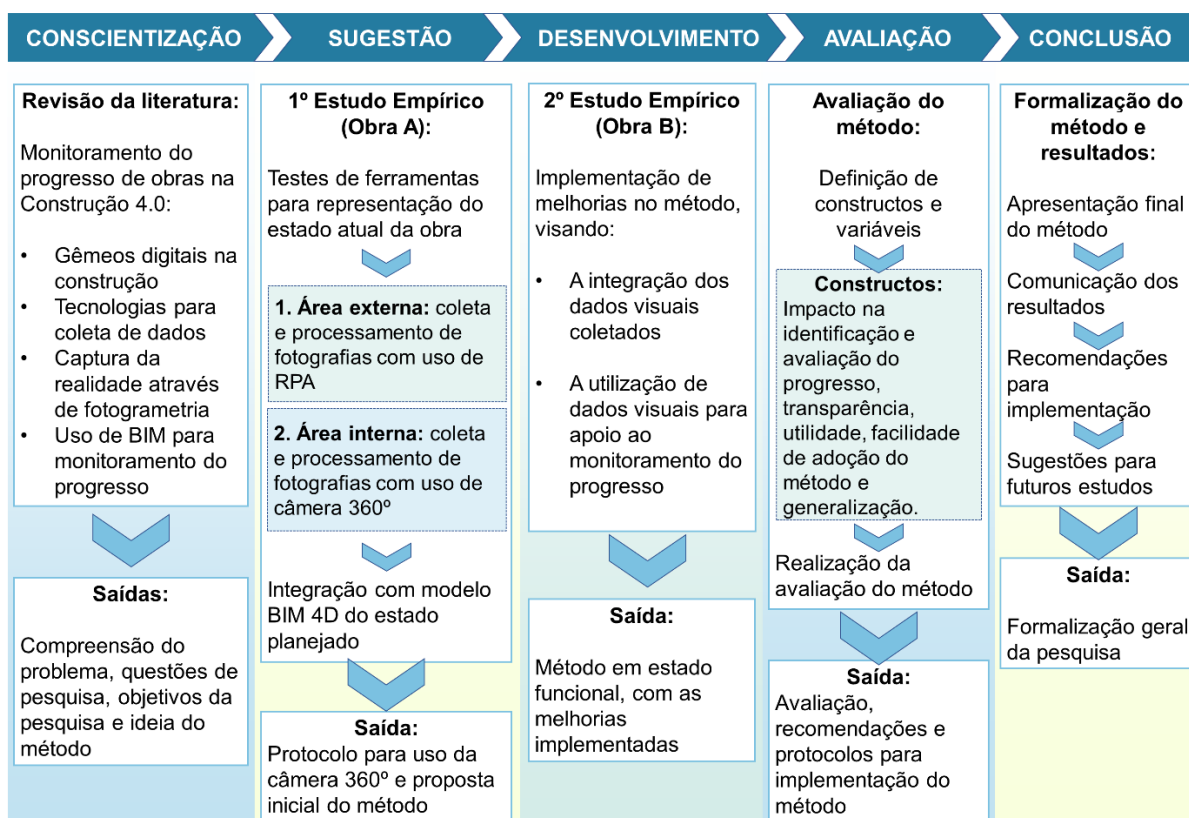 CONSCIENTIZAÇÃO
SUGESTÃO
DESENVOLVIMENTO
AVALIAÇÃO
CONCLUSÃO
Revisão da literatura:
Monitoramento do
progresso de obras na
Construção 4.0:
• Gêmeos digitais na
construção
• Tecnologias para
coleta de dados
• Captura da
realidade através
de fotogrametria
• Uso de BIM para
monitoramento do
progresso
Saídas:
Compreensão do
problema, questões de
pesquisa, objetivos da
pesquisa e ideia do
método
1º Estudo Empírico
(Obra A):
Testes de ferramentas
para representação do
estado atual da obra
1. Área externa: coleta
e processamento de
fotografias com uso de
RPA
2. Área interna: coleta
e processamento de
fotografias com uso de
câmera 360º
Integração com modelo
BIM 4D do estado
planejado
Saída:
Protocolo para uso da
câmera 360º e proposta
inicial do método
2º Estudo Empírico
(Obra B):
Implementação de
melhorias no método,
visando:
• A integração dos
dados visuais
coletados
• A utilização de
dados visuais para
apoio ao
monitoramento do
progresso
Saída:
Método em estado
funcional, com as
melhorias
implementadas
Avaliação do
método:
Definição de
constructos e
variáveis
Constructos:
Impacto na
identificação e
avaliação do
progresso,
transparência,
utilidade, facilidade
de adoção do
método e
generalização.
Realização da
avaliação do método
Saída:
Avaliação,
recomendações e
protocolos para
implementação do
método
Formalização do
método e
resultados:
Apresentação final
do método
Comunicação dos
resultados
Recomendações
para
implementação
Sugestões para
futuros estudos
Saída:
Formalização geral
da pesquisa